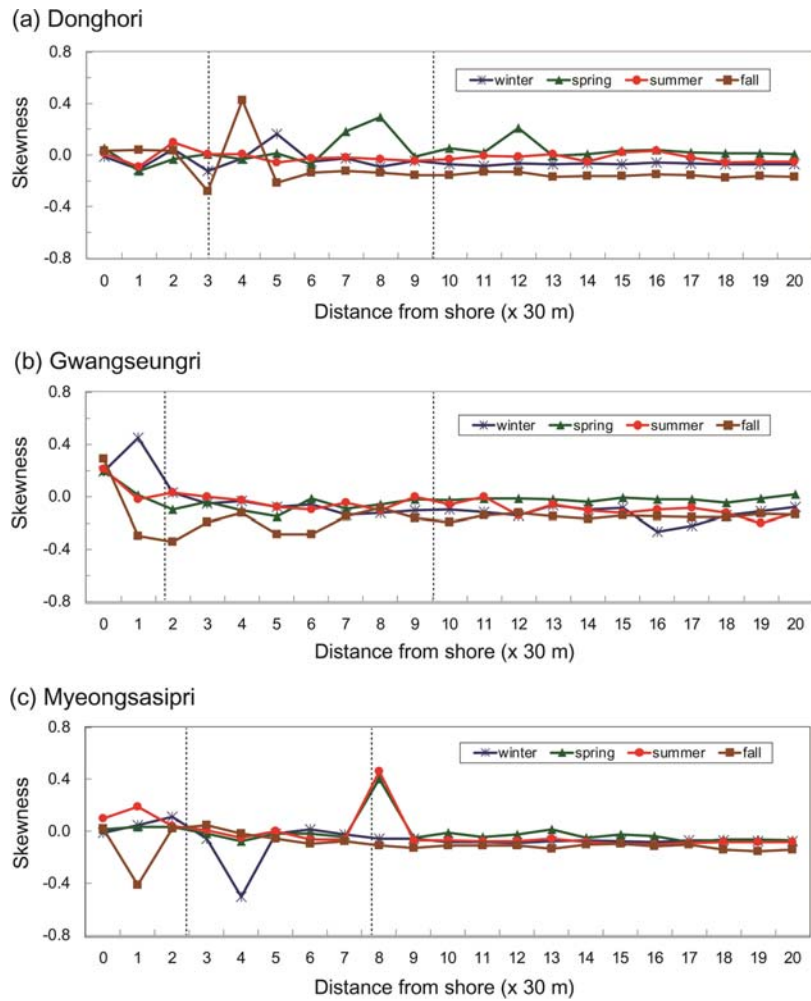 (a) Donghori
0.8
winter spring summer fall
0.4
Skewness
0.0
-0.4
-0.8
0 1 2 3 4 5 6 7 8 9 10 11 12 13 14 15 16 17 18 19 20
Distance from shore (x 30 m)
(b) Gwangseungri
0.8
winter spring summer fall
0.4
Skewness
0.0
-0.4
-0.8
0 1 2 3 4 5 6 7 8 9 10 11 12 13 14 15 16 17 18 19 20
Distance from shore (x 30 m)
(c) Myeongsasipri
0.8
winter spring summer fall
0.4
Skewness
0.0
-0.4
-0.8
0 1 2 3 4 5 6 7 8 9 10 11 12 13 14 15 16 17 18 19 20
Distance from shore (x 30 m)